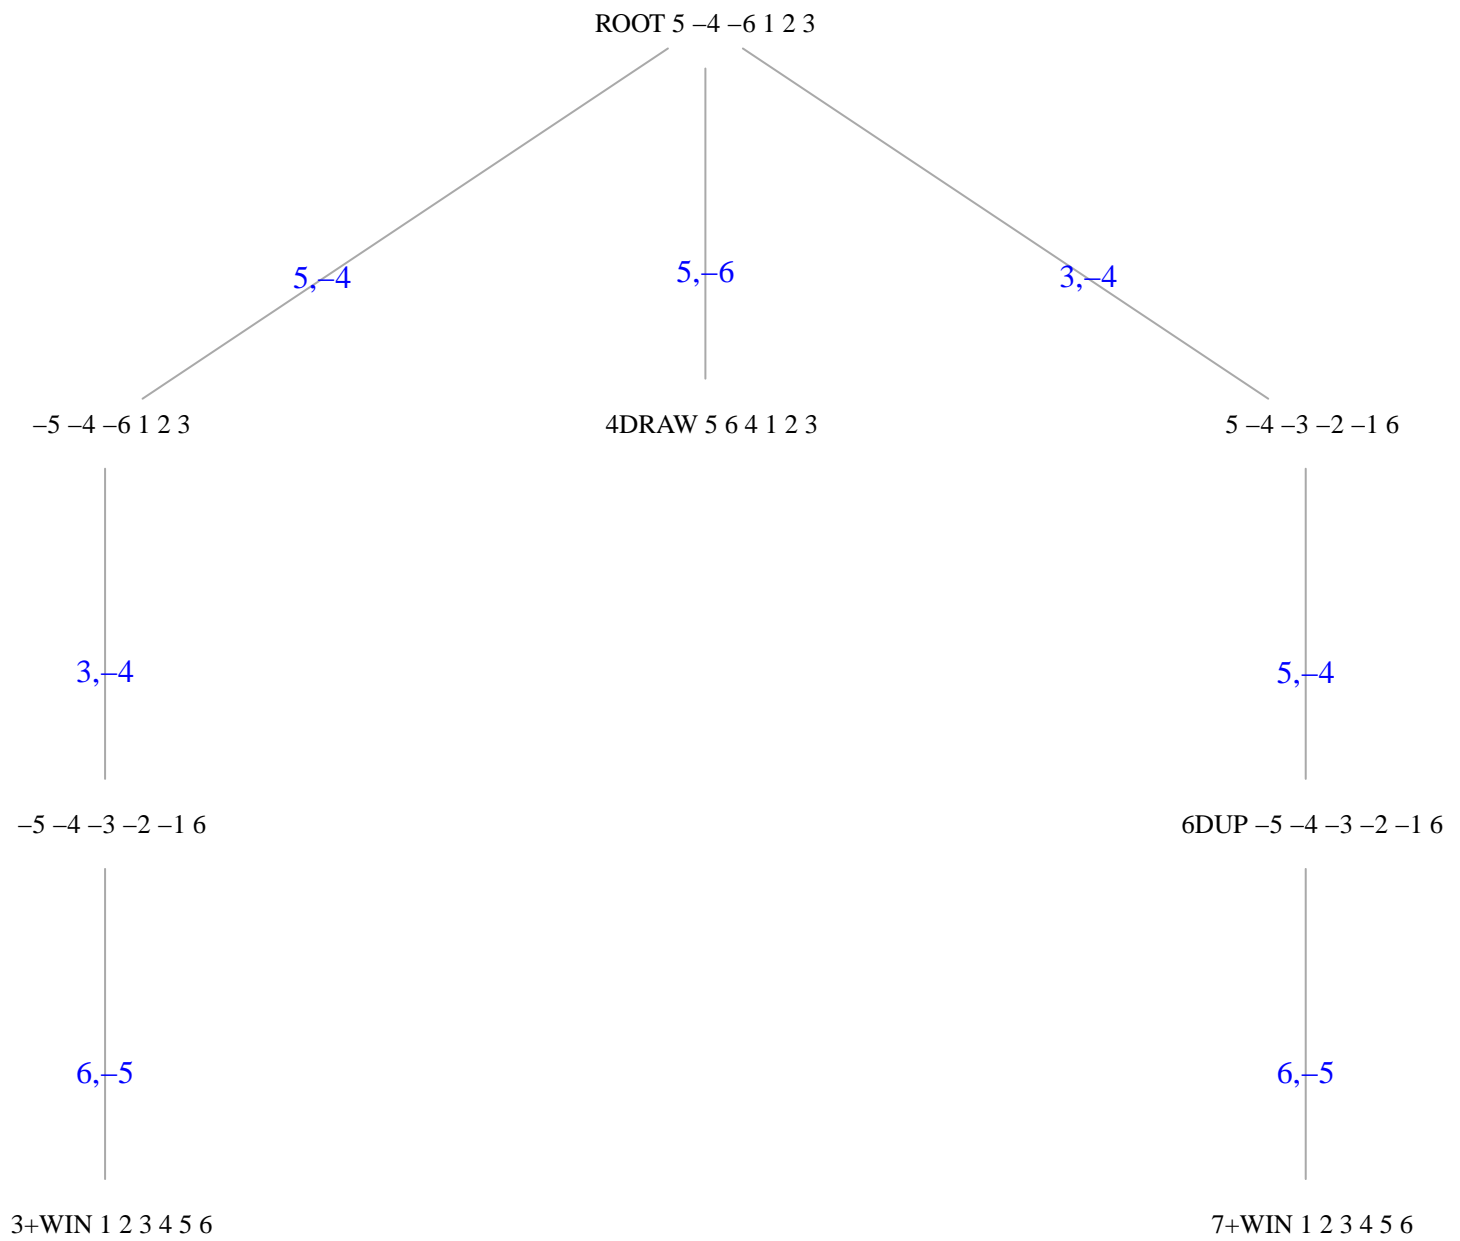 ROOT 5 –4 –6 1 2 3
5,–4
5,–6
3,–4
–5 –4 –6 1 2 3
4DRAW 5 6 4 1 2 3
5 –4 –3 –2 –1 6
3,–4
5,–4
–5 –4 –3 –2 –1 6
6DUP –5 –4 –3 –2 –1 6
6,–5
6,–5
3+WIN 1 2 3 4 5 6
7+WIN 1 2 3 4 5 6